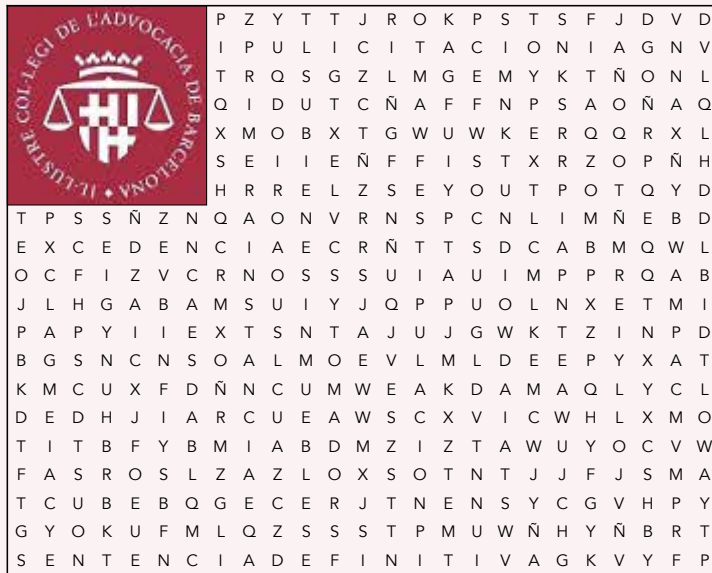 IL·LUSTRE COL·LEGI DE L'ADVOCACIA DE BARCELONA
P Z Y T T J R O K P S T S F J D V D
I P U L I C I T A C I O N I A G N V
T R Q S G Z L M G E M Y K T Ñ O N L
Q I D U T C Ñ A F F N P S A O Ñ A Q
X M O B X T G W U W K E R Q Q R X L
S E I I E Ñ F F I S T X R Z O P Ñ H
H R R E L Z S E Y O U T P O T Q Y D
T P S S Ñ Z N Q A O N V R N S P C N L I M Ñ E B D
E X C E D E N C I A E C R Ñ T T S D C A B M Q W L
O C F I Z V C R N O S S S U I A U I M P P R Q A B
J L H G A B A M S U I Y J Q P P U O L N X E T M I
P A P Y I I E X T S N T A J U J G W K T Z I N P D
B G S N C N S O A L M O E V L M L D E E P Y X A T
K M C U X F D Ñ N C U M W E A K D A M A Q L Y C L
D E D H J I A R C U E A W S C X V I C W H L X M O
T I T B F Y B M I A B D M Z I Z T A W U Y O C V W
F A S R O S L Z A Z L O X S O T N T J J F J S M A
T C U B E B Q G E C E R J T N E N S Y C G V H P Y
G Y O K U F M L Q Z S S S T P M U W Ñ H Y Ñ B R T
S E N T E N C I A D E F I N I T I V A G K V Y F P